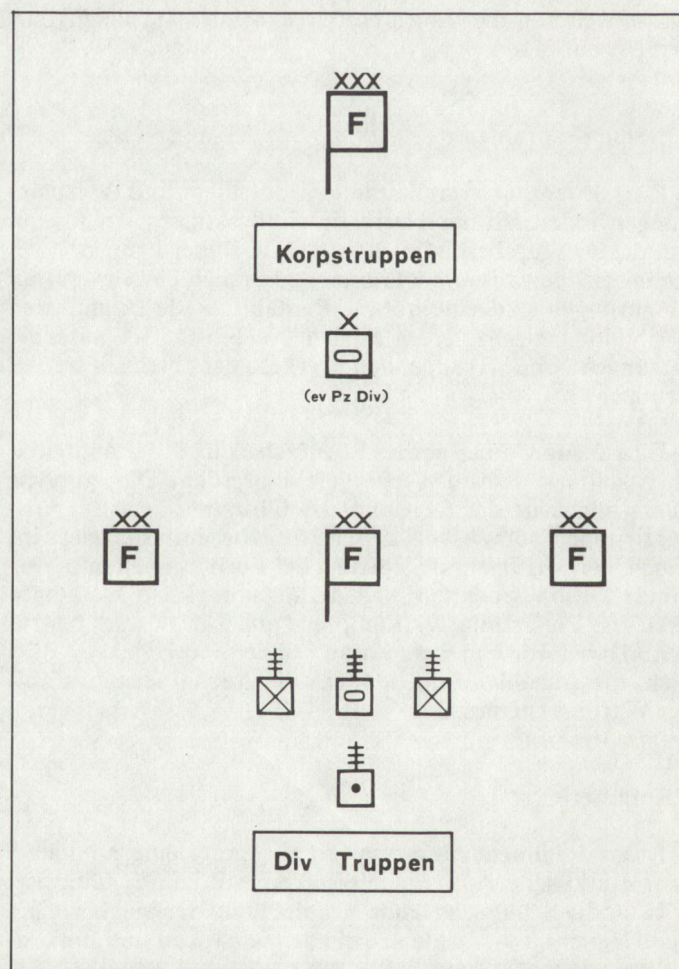 XXX
F
Korpstruppen
X
(ev Pz Div)
XX XX XX
F F F
Div Truppen